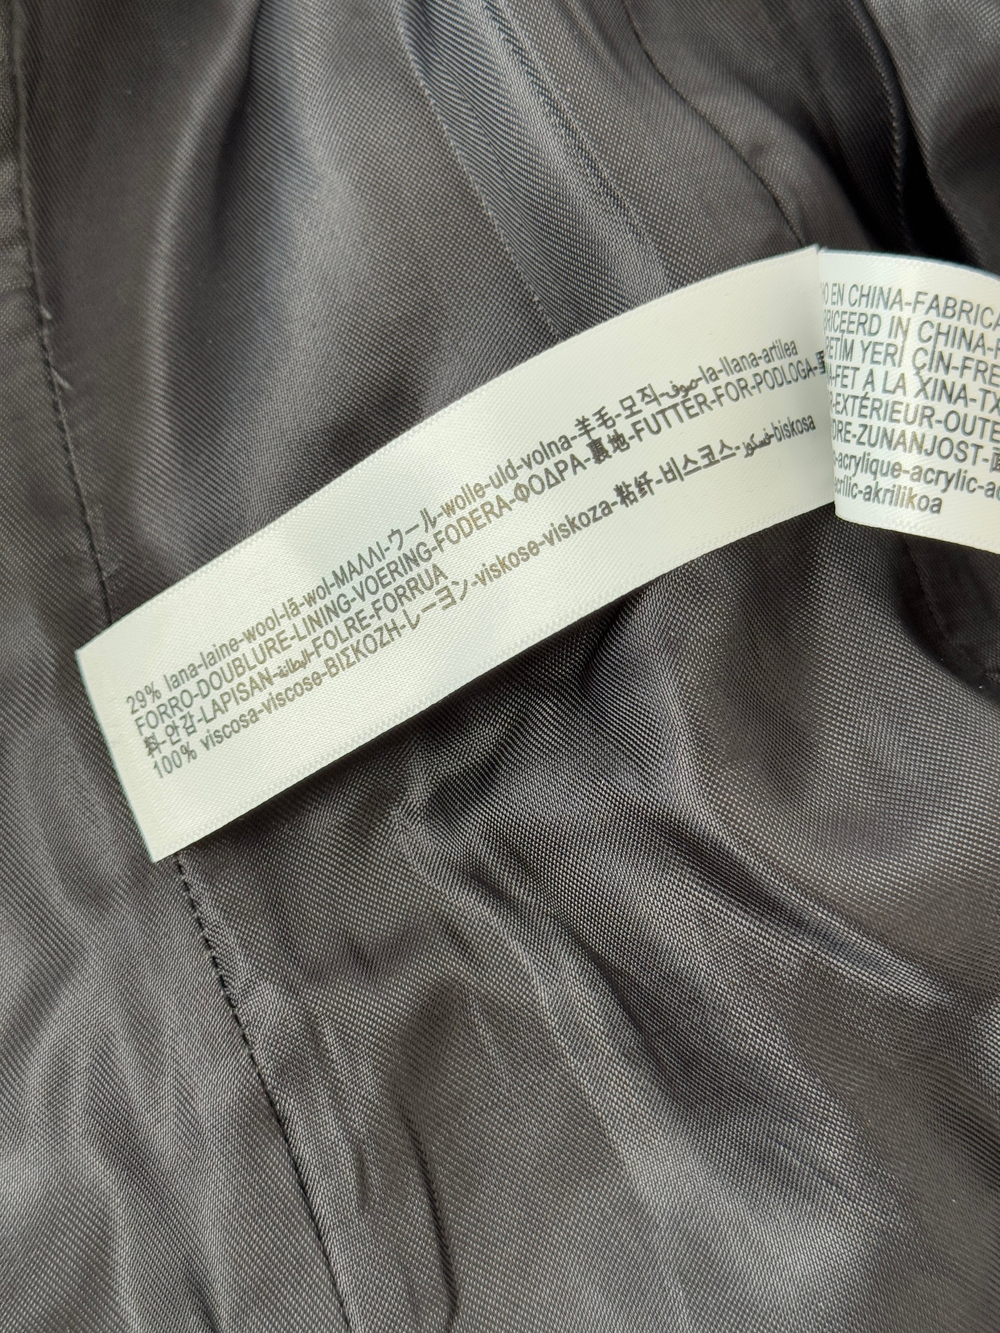 29% lana-laine-wool-lã-wol-ΜΑΛΛΙ-ウール-wolle-uld-volna-羊毛-모직-صوف-la-llana-artilea
FORRO-DOUBLURE-LINING-VOERING-FODERA-ΦΟΔΡΑ-裏地-FUTTER-FOR-PODLOGA-
料-안감-LAPISAN-البطانة-FOLRE-FORRUA
100% viscosa-viscose-ΒΙΣΚΟΖΗ-レーヨン-viskose-viskoza-粘纤-비스코스-فسكوز-biskosa
EN CHINA-FABRICA
IN CHINA-
YERİ ÇİN-FRE
-FET A LA XINA-TX
-EXTÉRIEUR-OUTE
-ZUNANJOST-面
-acrylique-acrylic-ac
-akrilikoa